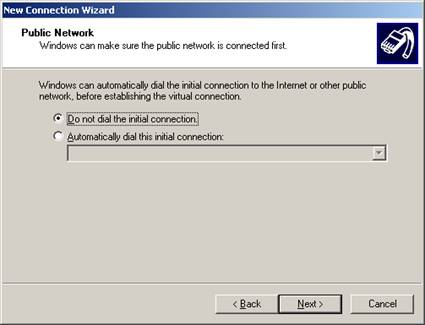 New Connection Wizard
Public Network
Windows can make sure the public network is connected first.
Windows can automatically dial the initial connection to the Internet or other public
network, before establishing the virtual connection.
Do not dial the initial connection.
Automatically dial this initial connection:
< Back Next > Cancel